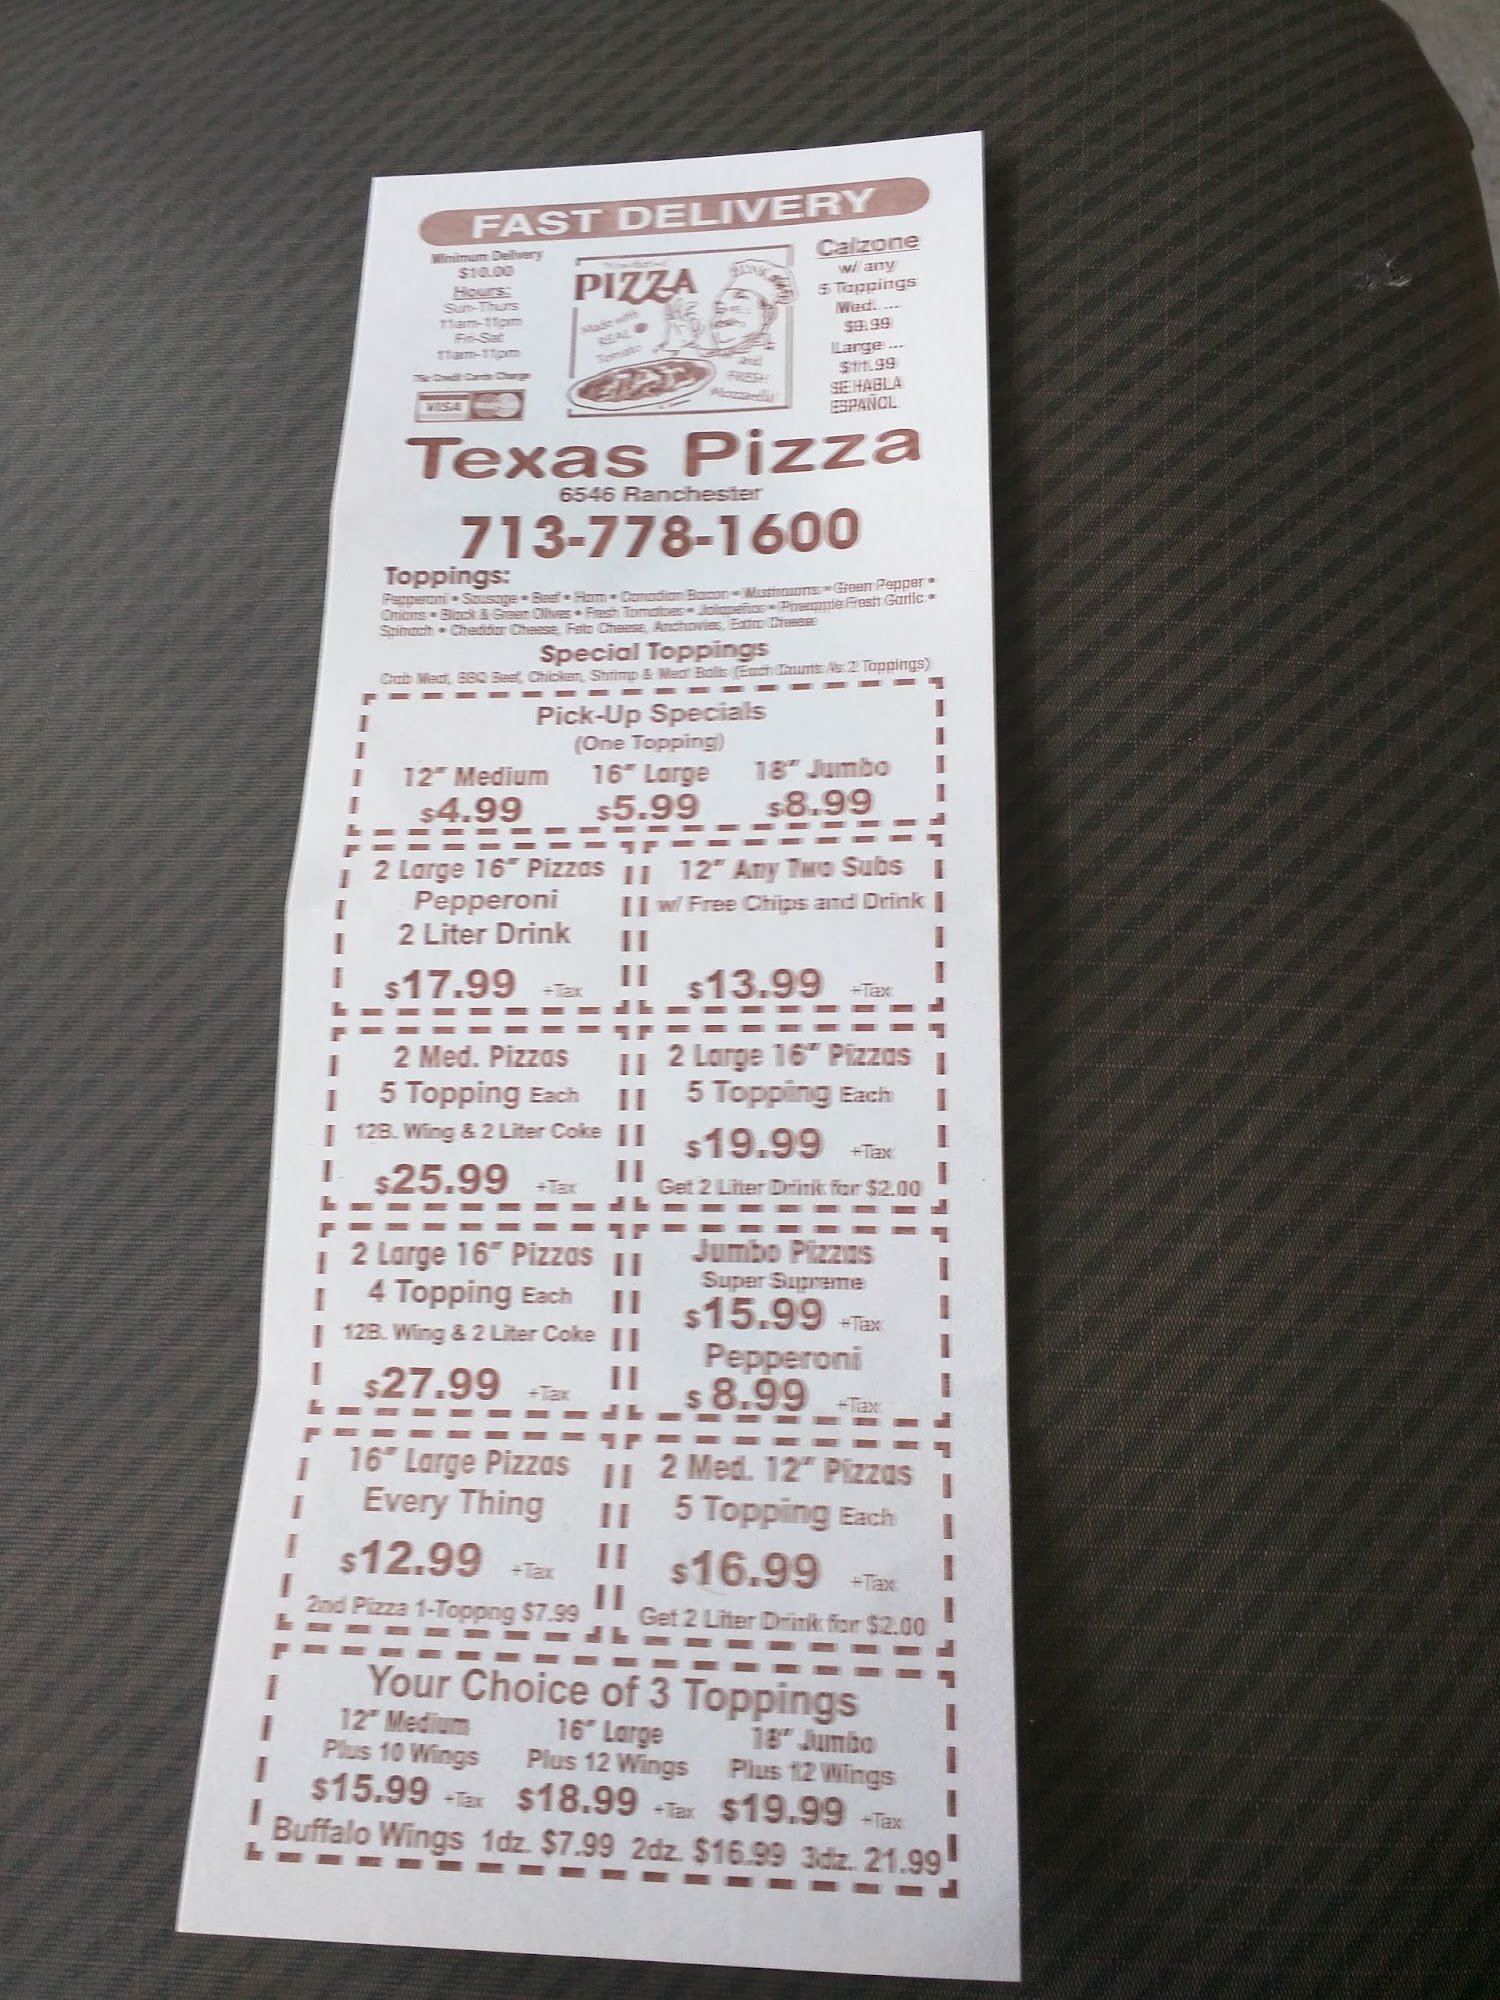 FAST DELIVERY
Minimum Delivery
$10.00
Hours:
Sun-Thurs
11am-11pm
Fri-Sat
11am-11pm
Credit Cards Charge
VISA
PIZZA
Made with
REAL
Tomato
and
FRESH
Mozzarella
Calzone
w/ any
5 Toppings
Med. ...
$9.99
Large ...
$11.99
SE HABLA
ESPAÑOL
Texas Pizza
6546 Ranchester
713-778-1600
Toppings:
Pepperoni • Sausage • Beef • Ham • Canadian Bacon • Mushrooms • Green Pepper •
Onions • Black & Green Olives • Fresh Tomatoes • Jalapeños • Pineapple Fresh Garlic •
Spinach • Cheddar Cheese, Feta Cheese, Anchovies, Extra Cheese
Special Toppings
Crab Meat, BBQ Beef, Chicken, Shrimp & Meat Balls (Each Counts As 2 Toppings)
Pick-Up Specials
(One Topping)
12" Medium 16" Large 18" Jumbo
$4.99 $5.99 $8.99
2 Large 16" Pizzas
Pepperoni
2 Liter Drink
$17.99 +Tax
12" Any Two Subs
w/ Free Chips and Drink
$13.99 +Tax
2 Med. Pizzas
5 Topping Each
12B. Wing & 2 Liter Coke
$25.99 +Tax
2 Large 16" Pizzas
5 Topping Each
$19.99 +Tax
Get 2 Liter Drink for $2.00
2 Large 16" Pizzas
4 Topping Each
12B. Wing & 2 Liter Coke
$27.99 +Tax
Jumbo Pizzas
Super Supreme
$15.99 +Tax
Pepperoni
$8.99 +Tax
16" Large Pizzas
Every Thing
$12.99 +Tax
2nd Pizza 1-Toppng $7.99
2 Med. 12" Pizzas
5 Topping Each
$16.99 +Tax
Get 2 Liter Drink for $2.00
Your Choice of 3 Toppings
12" Medium 16" Large 18" Jumbo
Plus 10 Wings Plus 12 Wings Plus 12 Wings
$15.99 +Tax $18.99 +Tax $19.99 +Tax
Buffalo Wings 1dz. $7.99 2dz. $16.99 3dz. 21.99